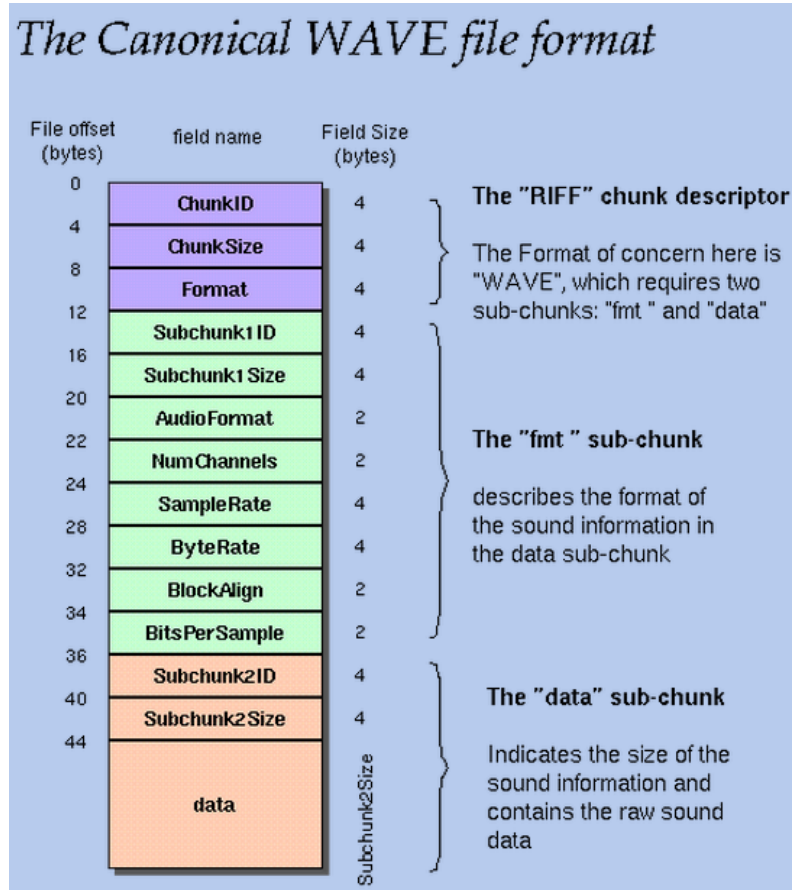 The Canonical WAVE file format
File offset
(bytes)
field name
Field Size
(bytes)
0
ChunkID
4
4
ChunkSize
4
8
Format
4
12
Subchunk1ID
4
16
Subchunk1Size
4
20
AudioFormat
2
22
NumChannels
2
24
SampleRate
4
28
ByteRate
4
32
BlockAlign
2
34
BitsPerSample
2
36
Subchunk2ID
4
40
Subchunk2Size
4
44
data
Subchunk2Size
The "RIFF" chunk descriptor
The Format of concern here is
"WAVE", which requires two
sub-chunks: "fmt " and "data"
The "fmt " sub-chunk
describes the format of
the sound information in
the data sub-chunk
The "data" sub-chunk
Indicates the size of the
sound information and
contains the raw sound
data